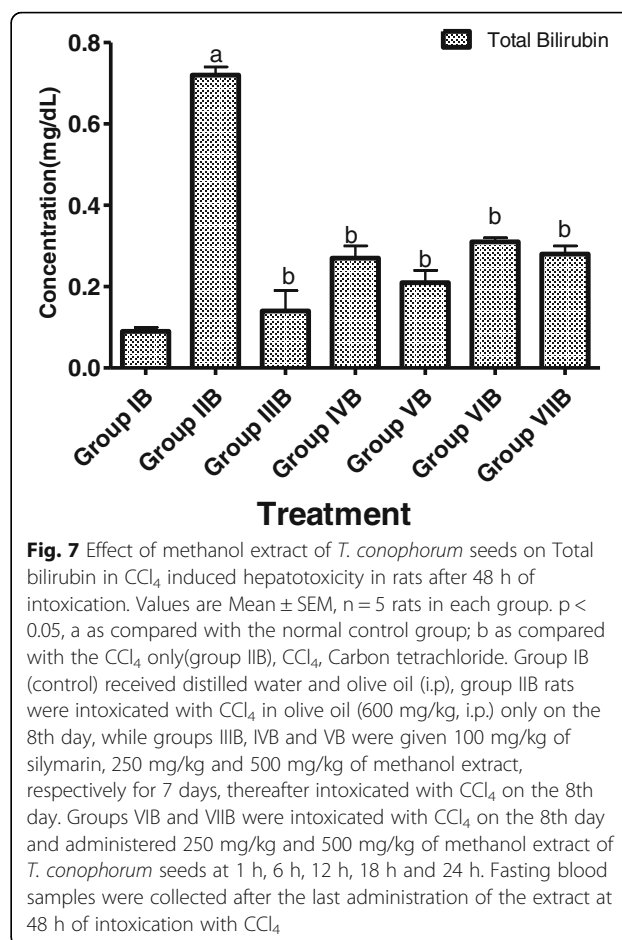 Total Bilirubin
Concentration(mg/dL)
0.8
0.6
0.4
0.2
0.0
a
b
b
b
b
b
Group IB
Group IIB
Group IIIB
Group IVB
Group VB
Group VIB
Group VIIB
Treatment
Fig. 7 Effect of methanol extract of T. conophorum seeds on Total
bilirubin in CCl₄ induced hepatotoxicity in rats after 48 h of
intoxication. Values are Mean ± SEM, n = 5 rats in each group. p <
0.05, a as compared with the normal control group; b as compared
with the CCl₄ only(group IIB), CCl₄, Carbon tetrachloride. Group IB
(control) received distilled water and olive oil (i.p), group IIB rats
were intoxicated with CCl₄ in olive oil (600 mg/kg, i.p.) only on the
8th day, while groups IIIB, IVB and VB were given 100 mg/kg of
silymarin, 250 mg/kg and 500 mg/kg of methanol extract,
respectively for 7 days, thereafter intoxicated with CCl₄ on the 8th
day. Groups VIB and VIIB were intoxicated with CCl₄ on the 8th day
and administered 250 mg/kg and 500 mg/kg of methanol extract of
T. conophorum seeds at 1 h, 6 h, 12 h, 18 h and 24 h. Fasting blood
samples were collected after the last administration of the extract at
48 h of intoxication with CCl₄